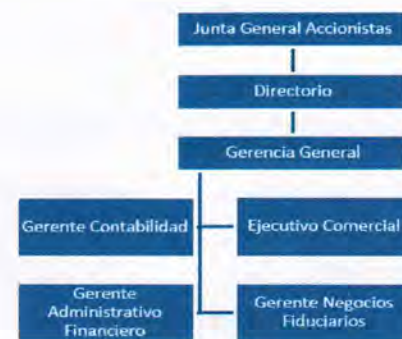 Junta General Accionistas
Directorio
Gerencia General
Gerente Contabilidad
Ejecutivo Comercial
Gerente
Administrativo
Financiero
Gerente Negocios
Fiduciarios